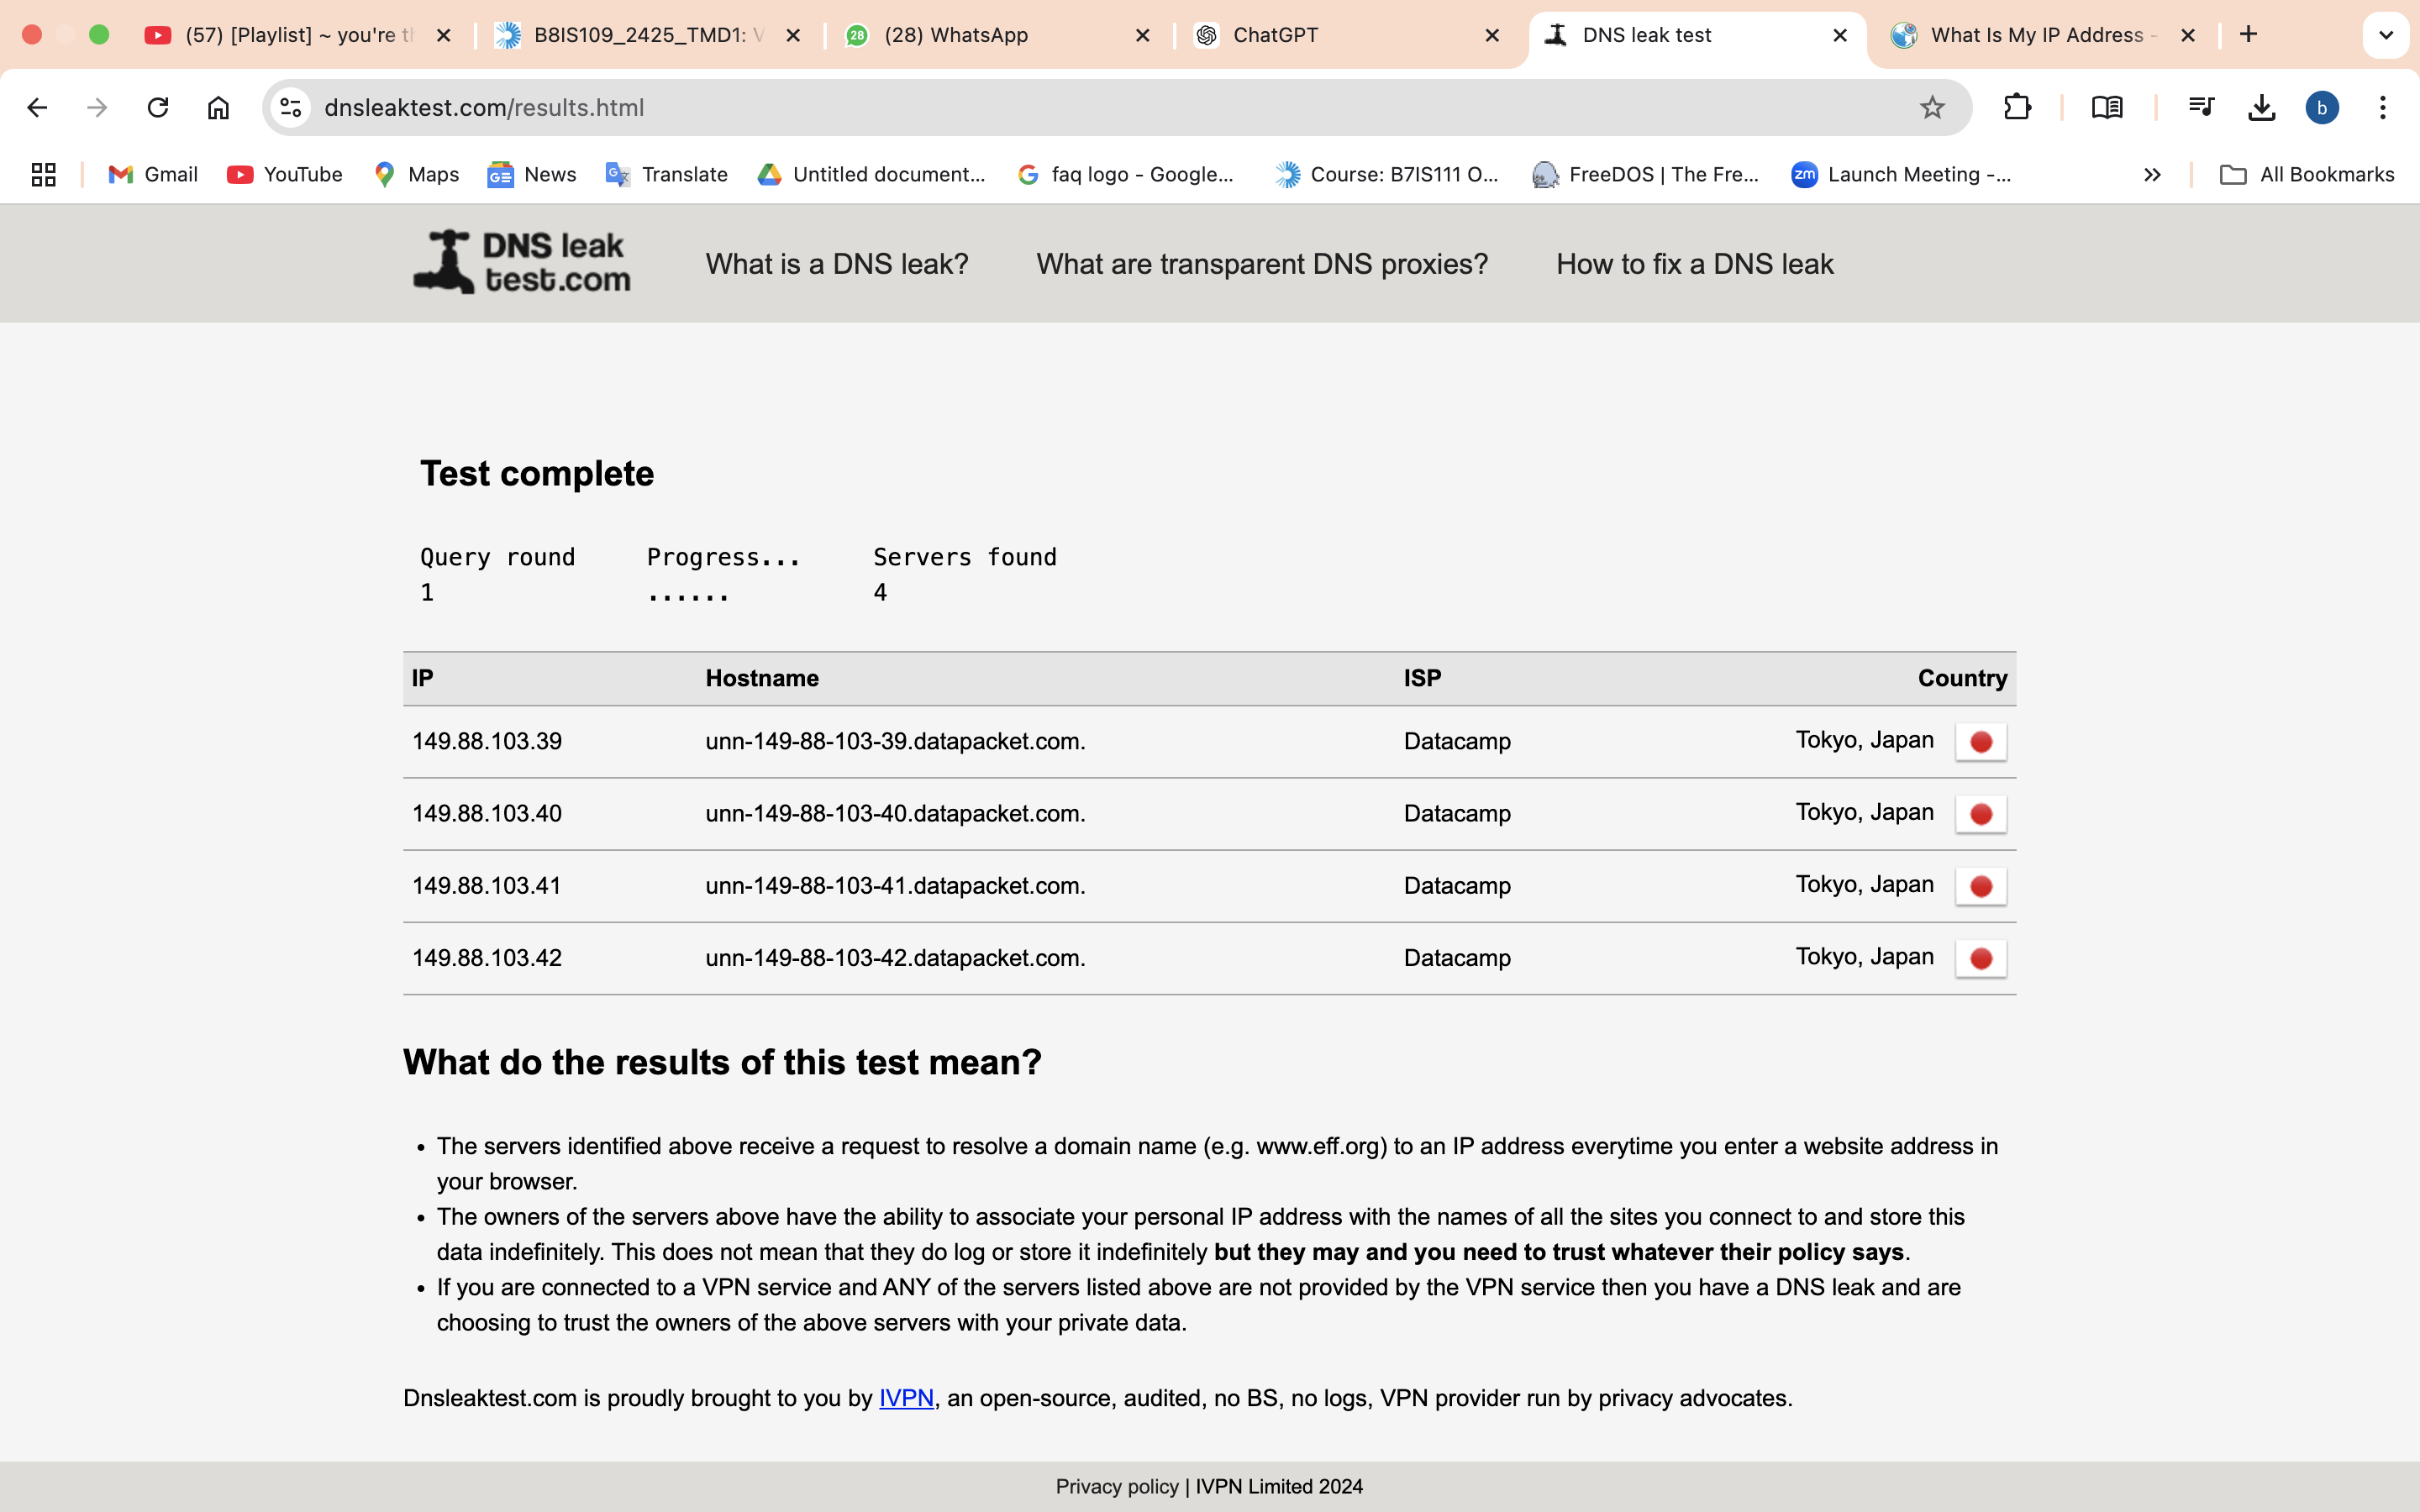 (57) [Playlist] ~ you're th
B8IS109_2425_TMD1: V
28
(28) WhatsApp
ChatGPT
DNS leak test
What Is My IP Address -
dnsleaktest.com/results.html
b
Gmail
YouTube
Maps
News
Translate
Untitled document...
faq logo - Google...
Course: B7IS111 O...
FreeDOS | The Fre...
zm
Launch Meeting -...
All Bookmarks
DNS leak
test.com
What is a DNS leak?
What are transparent DNS proxies?
How to fix a DNS leak
Test complete
Query round Progress... Servers found
1 ...... 4
IP Hostname ISP Country
149.88.103.39 unn-149-88-103-39.datapacket.com. Datacamp Tokyo, Japan
149.88.103.40 unn-149-88-103-40.datapacket.com. Datacamp Tokyo, Japan
149.88.103.41 unn-149-88-103-41.datapacket.com. Datacamp Tokyo, Japan
149.88.103.42 unn-149-88-103-42.datapacket.com. Datacamp Tokyo, Japan
What do the results of this test mean?
• The servers identified above receive a request to resolve a domain name (e.g. www.eff.org) to an IP address everytime you enter a website address in
your browser.
• The owners of the servers above have the ability to associate your personal IP address with the names of all the sites you connect to and store this
data indefinitely. This does not mean that they do log or store it indefinitely but they may and you need to trust whatever their policy says.
• If you are connected to a VPN service and ANY of the servers listed above are not provided by the VPN service then you have a DNS leak and are
choosing to trust the owners of the above servers with your private data.
Dnsleaktest.com is proudly brought to you by IVPN, an open-source, audited, no BS, no logs, VPN provider run by privacy advocates.
Privacy policy | IVPN Limited 2024